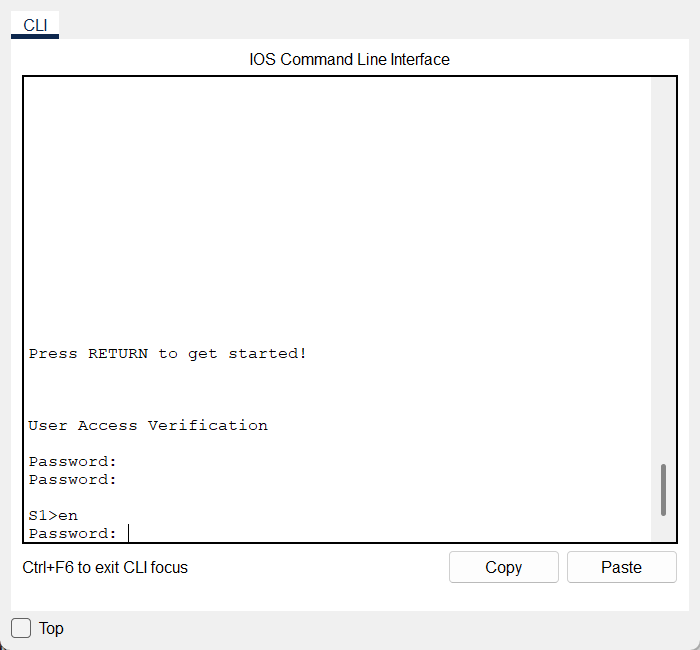 CLI
IOS Command Line Interface
Press RETURN to get started!
User Access Verification
Password:
Password:
S1>en
Password:
Ctrl+F6 to exit CLI focus
Copy
Paste
Top